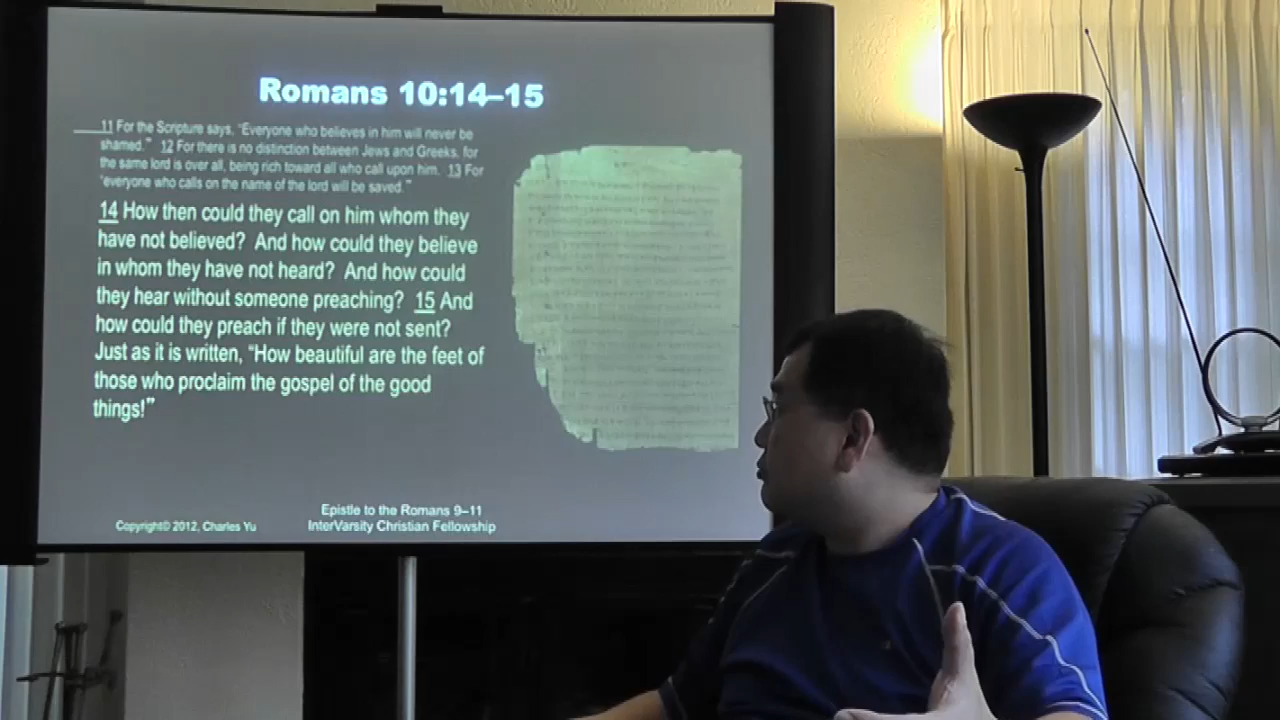 Romans 10:14–15
11 For the Scripture says, “Everyone who believes in him will never be
shamed.” 12 For there is no distinction between Jews and Greeks, for
the same lord is over all, being rich toward all who call upon him. 13 For
“everyone who calls on the name of the lord will be saved.”
14 How then could they call on him whom they
have not believed? And how could they believe
in whom they have not heard? And how could
they hear without someone preaching? 15 And
how could they preach if they were not sent?
Just as it is written, “How beautiful are the feet of
those who proclaim the gospel of the good
things!”
Epistle to the Romans 9–11
Copyright© 2012, Charles Yu
InterVarsity Christian Fellowship